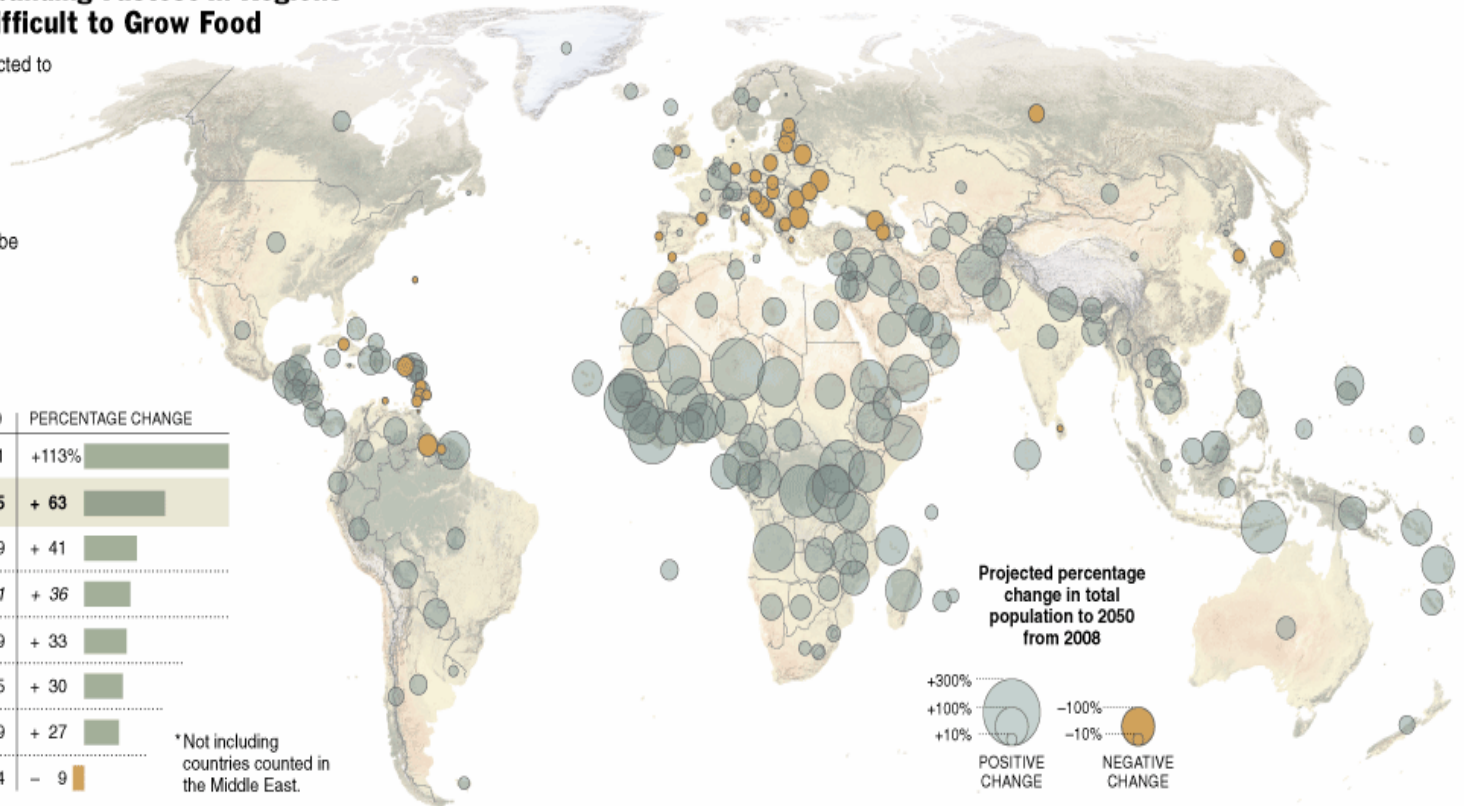 fficult to Grow Food
cted to
be
PERCENTAGE CHANGE
+113%
+ 63
+ 41
+ 36
+ 33
+ 30
+ 27
– 9
*Not including
countries counted in
the Middle East.
Projected percentage
change in total
population to 2050
from 2008
+300%
+100%
+10%
POSITIVE
CHANGE
–100%
–10%
NEGATIVE
CHANGE